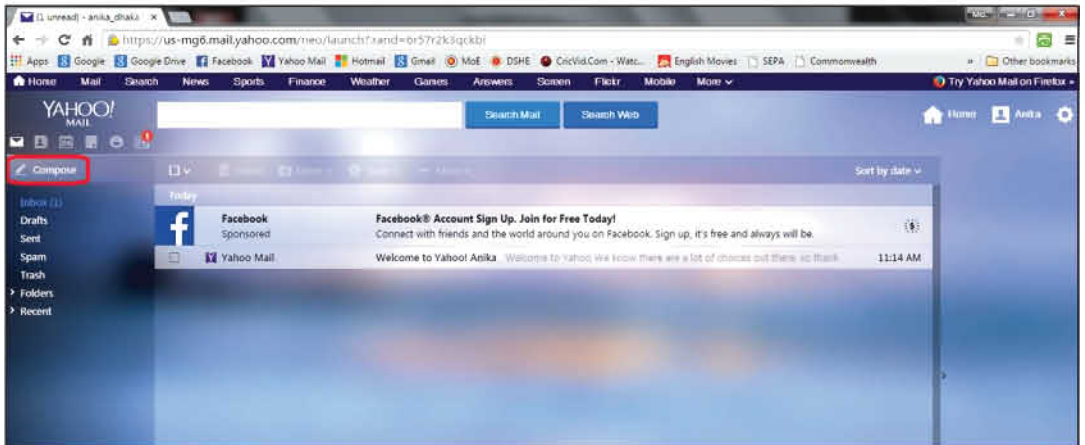 (1 unread) - anika_dhaka
https://us-mg6.mail.yahoo.com/neo/launch?.rand=6r57r2k3qckbi
Apps Google Google Drive Facebook Yahoo Mail Hotmail Gmail MoE DSHE CricVid.Com - Watc... English Movies SEPA Commonwealth » Other bookmarks
Home Mail Search News Sports Finance Weather Games Answers Screen Flickr Mobile More Try Yahoo Mail on Firefox »
YAHOO! Search Mail Search Web Home Anika
MAIL
Compose Sort by date
Today
Inbox (1)
Facebook Facebook® Account Sign Up. Join for Free Today!
Drafts
Sponsored Connect with friends and the world around you on Facebook. Sign up, it's free and always will be.
Sent
Spam Yahoo Mail Welcome to Yahoo! Anika Welcome to Yahoo We know there are a lot of choices out there, so thank 11:14 AM
Trash
Folders
Recent